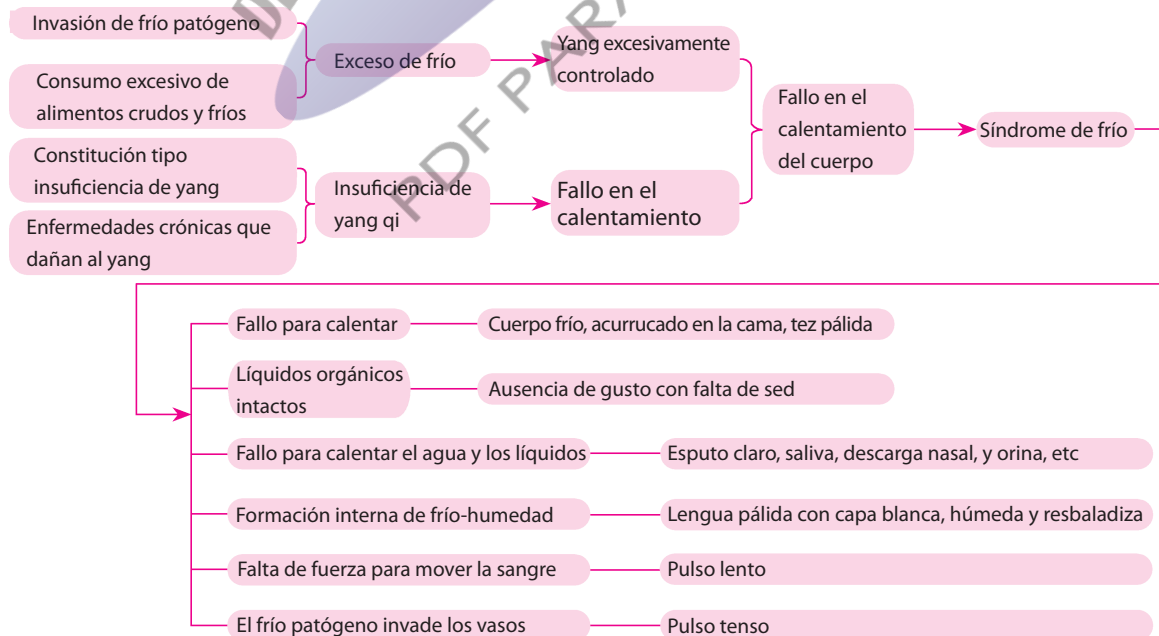 Invasión de frío patógeno
Consumo excesivo de
alimentos crudos y fríos
Exceso de frío
Yang excesivamente
controlado
Constitución tipo
insuficiencia de yang
Enfermedades crónicas que
dañan al yang
Insuficiencia de
yang qi
Fallo en el
calentamiento
Fallo en el
calentamiento
del cuerpo
Síndrome de frío
Fallo para calentar
Cuerpo frío, acurrucado en la cama, tez pálida
Líquidos orgánicos
intactos
Ausencia de gusto con falta de sed
Fallo para calentar el agua y los líquidos
Esputo claro, saliva, descarga nasal, y orina, etc
Formación interna de frío-humedad
Lengua pálida con capa blanca, húmeda y resbaladiza
Falta de fuerza para mover la sangre
Pulso lento
El frío patógeno invade los vasos
Pulso tenso
PDF